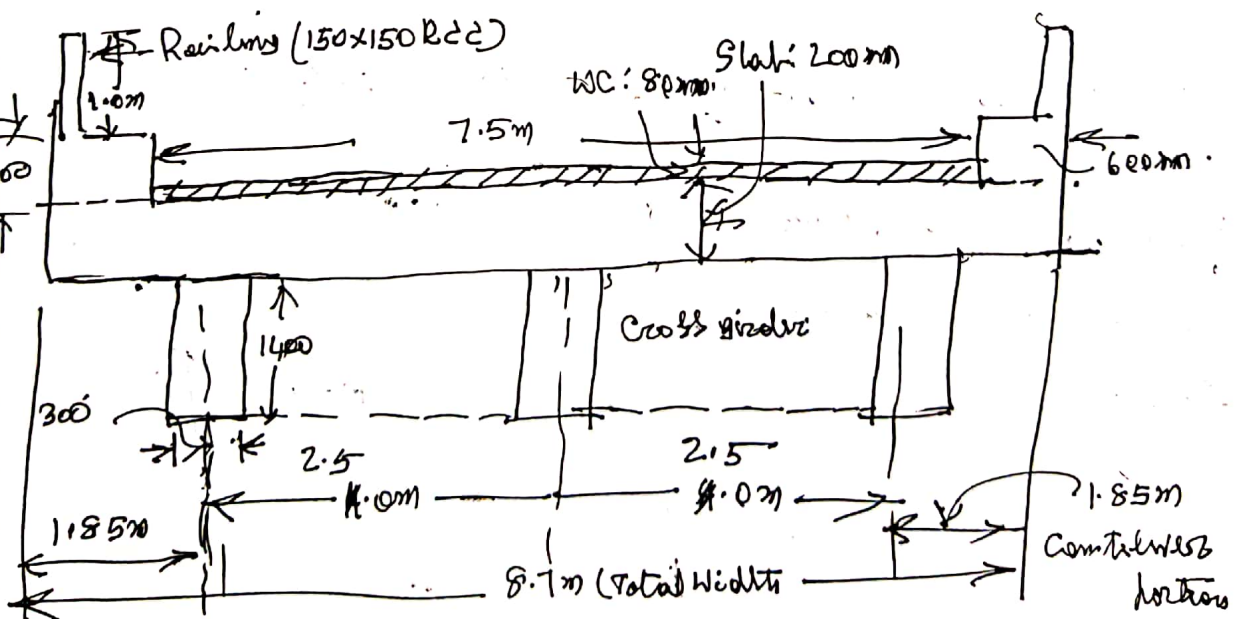 Railing (150x150 RCC)
Slab: 200mm
1.0m
WC: 80mm.
7.5m
600mm.
00
1400
Cross girder
300
2.5
2.5
1.85m
4.0m
4.0m
1.85m
Cantilever
portion
8.7m (Total Width